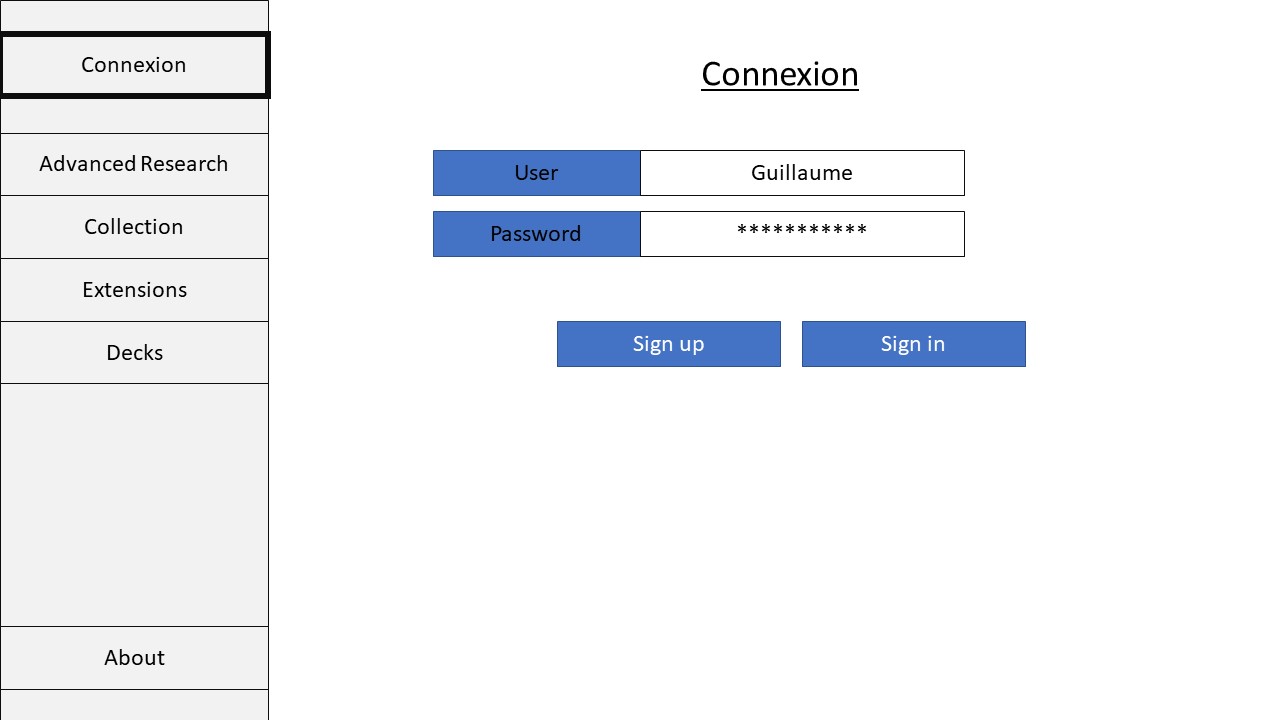 Connexion
Advanced Research
Collection
Extensions
Decks
About
Connexion
User
Guillaume
Password
***********
Sign up
Sign in